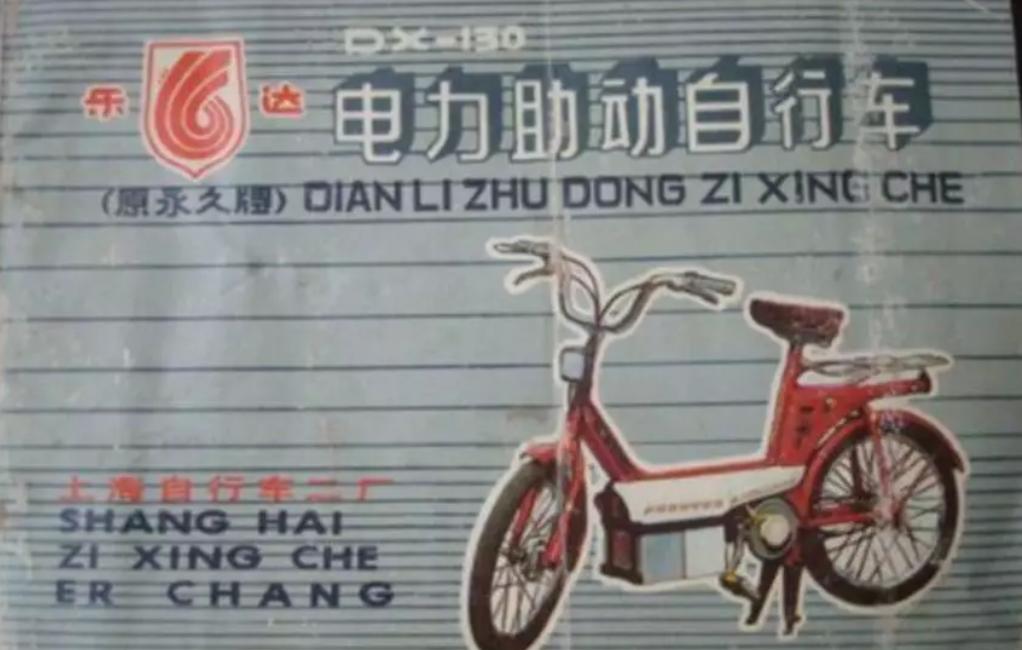 DX-130
乐达
电力助动自行车
(原永久牌) DIAN LI ZHU DONG ZI XING CHE
上海自行车二厂
SHANG HAI
ZI XING CHE
ER CHANG